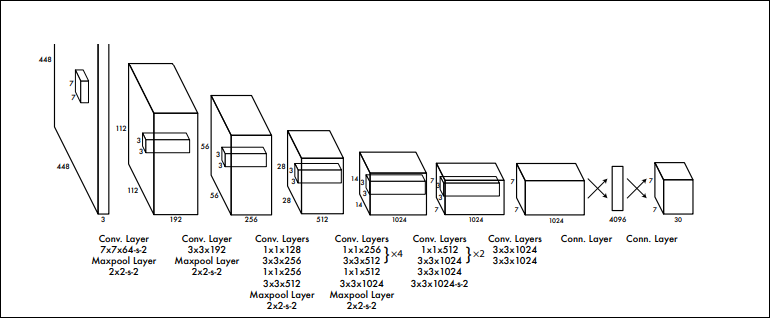 448
7
7
448
3
112
3
3
112
192
56
3
3
56
256
28
3
3
28
512
14
3
3
14
1024
7
3
3
7
1024
7
7
1024
4096
7
7
30
Conv. Layer
7x7x64-s-2
Maxpool Layer
2x2-s-2
Conv. Layer
3x3x192
Maxpool Layer
2x2-s-2
Conv. Layers
1x1x128
3x3x256
1x1x256
3x3x512
Maxpool Layer
2x2-s-2
Conv. Layers
1x1x256
3x3x512
}×4
1x1x512
3x3x1024
Maxpool Layer
2x2-s-2
Conv. Layers
1x1x512
3x3x1024
}×2
3x3x1024
3x3x1024-s-2
Conv. Layers
3x3x1024
3x3x1024
Conn. Layer
Conn. Layer